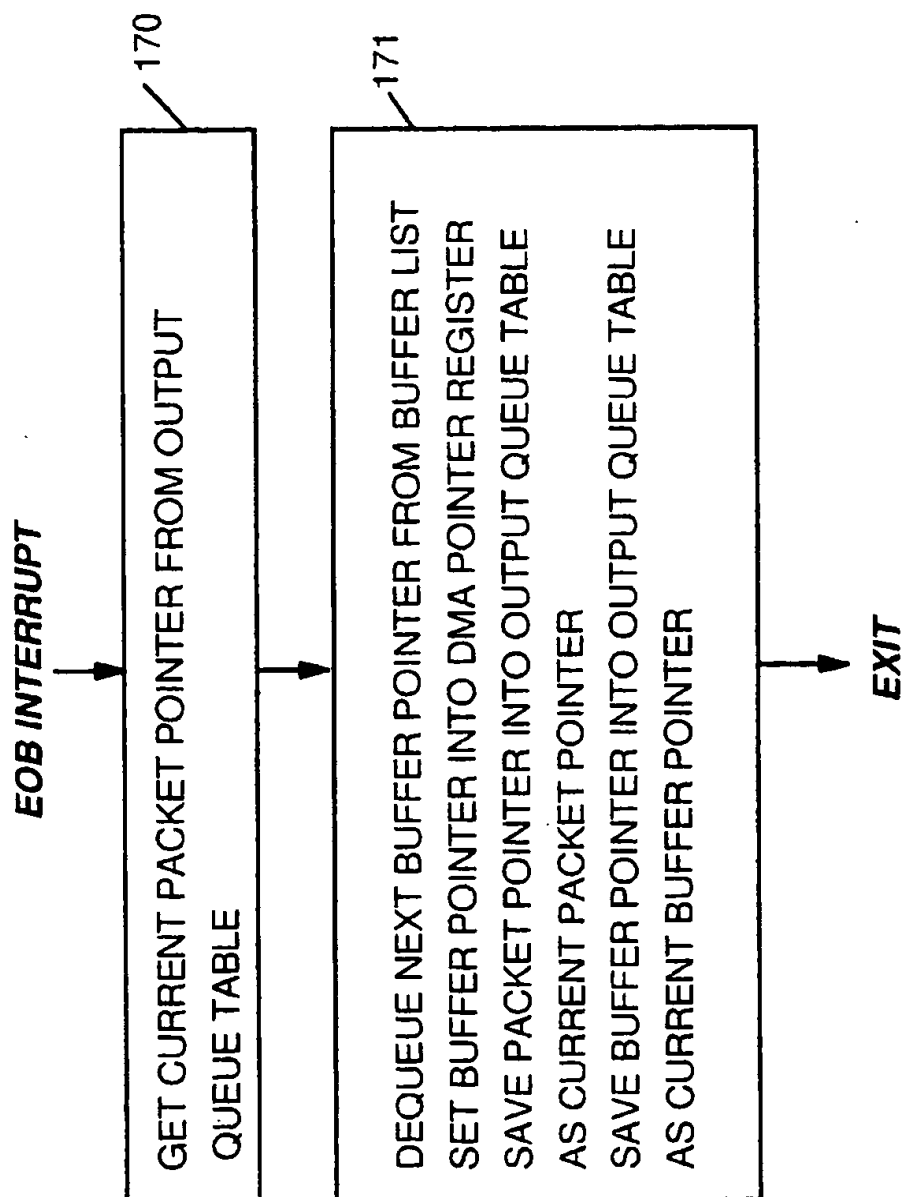 EOB INTERRUPT
170
GET CURRENT PACKET POINTER FROM OUTPUT
QUEUE TABLE
171
DEQUEUE NEXT BUFFER POINTER FROM BUFFER LIST
SET BUFFER POINTER INTO DMA POINTER REGISTER
SAVE PACKET POINTER INTO OUTPUT QUEUE TABLE
AS CURRENT PACKET POINTER
SAVE BUFFER POINTER INTO OUTPUT QUEUE TABLE
AS CURRENT BUFFER POINTER
EXIT